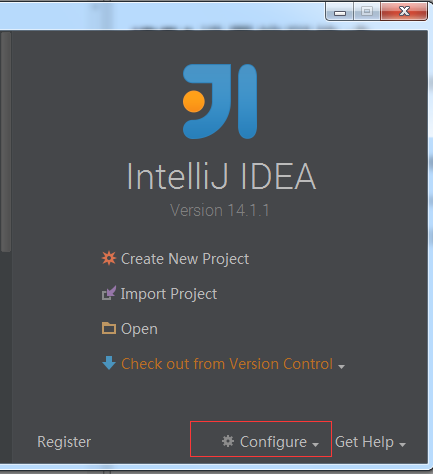 IntelliJ IDEA
Version 14.1.1
Create New Project
Import Project
Open
Check out from Version Control
Register Configure Get Help